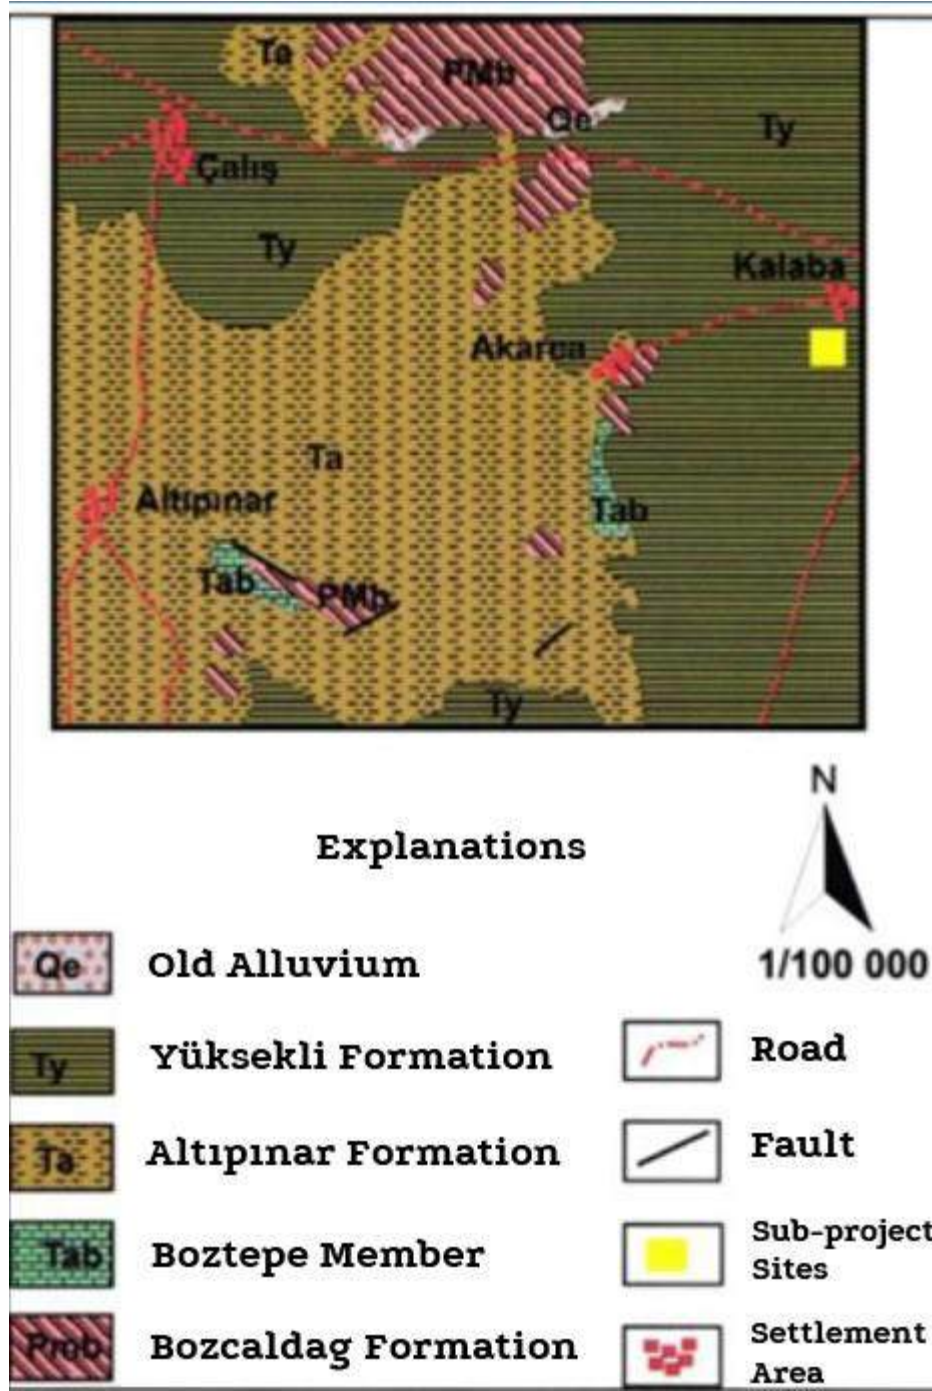 Ta
PMb
Qe
Ty
Çalış
Ty
Kalaba
Akarca
Ta
Altıpınar
Tab
Tab
PMb
Ty
N
Explanations
1/100 000
Qe Old Alluvium
Ty Yüksekli Formation
Road
Ta Altıpınar Formation
Fault
Tab Boztepe Member
Sub-project
Sites
Pmb Bozcaldag Formation
Settlement
Area